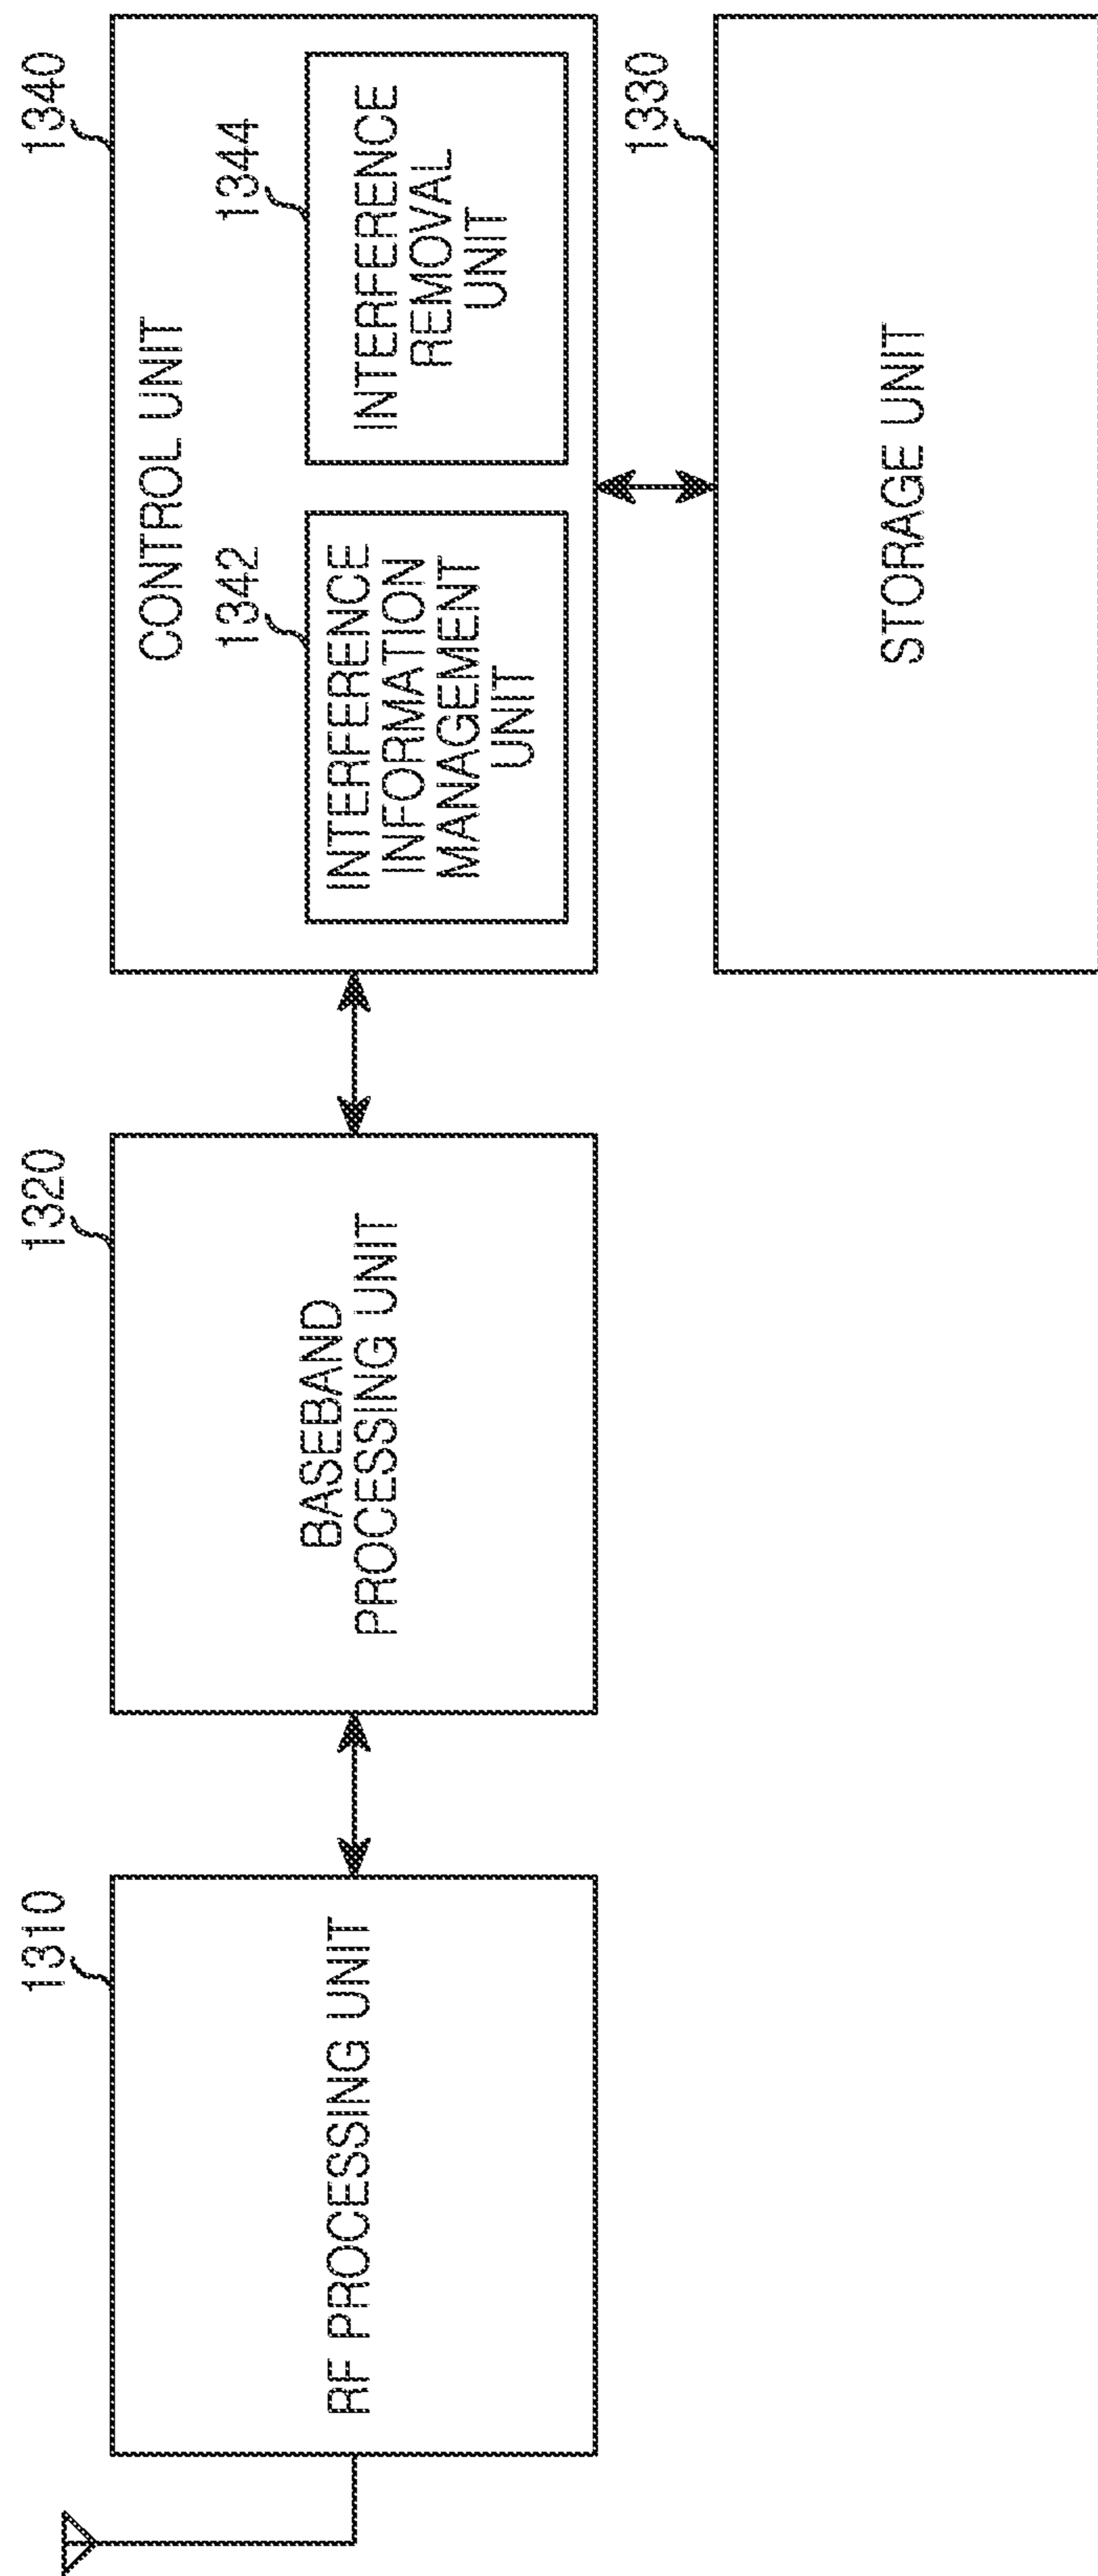 1310
RF PROCESSING UNIT
1320
BASEBAND
PROCESSING UNIT
1340
CONTROL UNIT
1342
INTERFERENCE
INFORMATION
MANAGEMENT
UNIT
1344
INTERFERENCE
REMOVAL
UNIT
1330
STORAGE UNIT